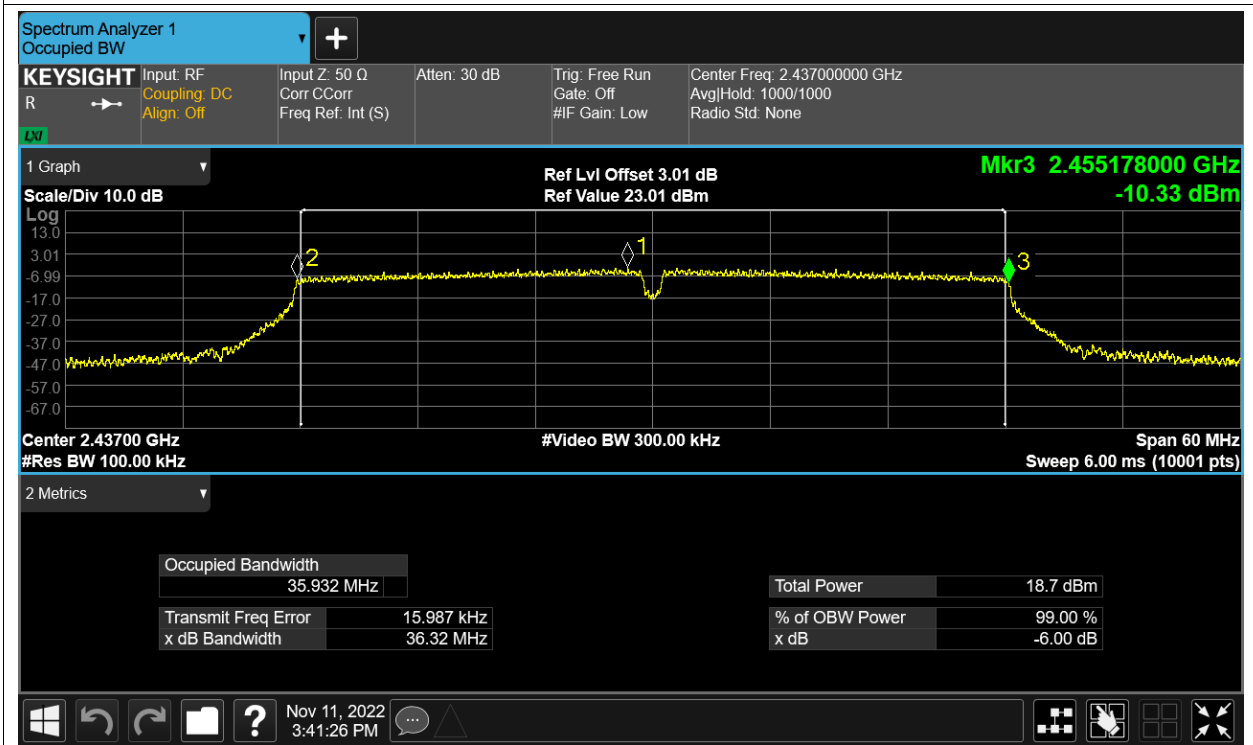 Spectrum Analyzer 1
Occupied BW
KEYSIGHT
R
LXI
Input: RF
Coupling: DC
Align: Off
Input Z: 50 Ω
Corr CCorr
Freq Ref: Int (S)
Atten: 30 dB
Trig: Free Run
Gate: Off
#IF Gain: Low
Center Freq: 2.437000000 GHz
Avg|Hold: 1000/1000
Radio Std: None
1 Graph
Scale/Div 10.0 dB
Ref Lvl Offset 3.01 dB
Ref Value 23.01 dBm
Mkr3 2.455178000 GHz
-10.33 dBm
Log
13.0
3.01
-6.99
-17.0
-27.0
-37.0
-47.0
-57.0
-67.0
2
1
3
Center 2.43700 GHz
#Res BW 100.00 kHz
#Video BW 300.00 kHz
Span 60 MHz
Sweep 6.00 ms (10001 pts)
2 Metrics
Occupied Bandwidth
35.932 MHz
Transmit Freq Error 15.987 kHz
x dB Bandwidth 36.32 MHz
Total Power 18.7 dBm
% of OBW Power 99.00 %
x dB -6.00 dB
?
Nov 11, 2022
3:41:26 PM